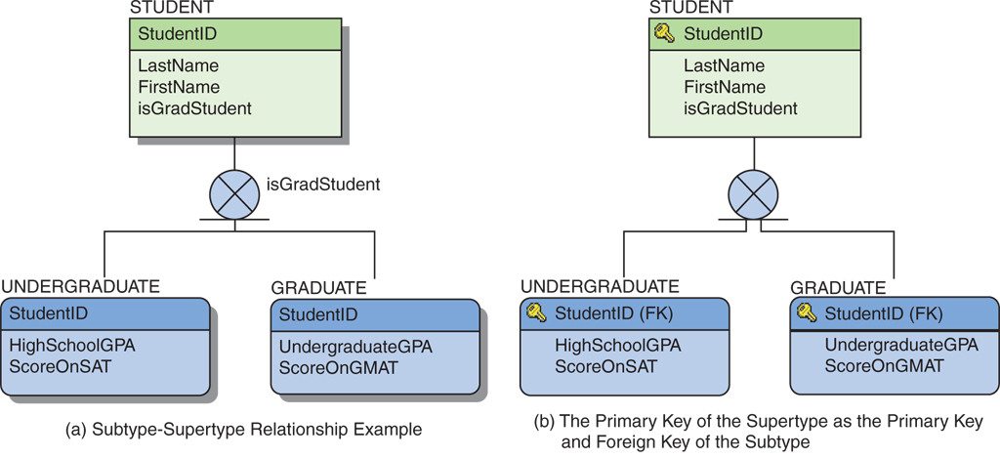 STUDENT
StudentID
LastName
FirstName
isGradStudent
isGradStudent
UNDERGRADUATE
StudentID
HighSchoolGPA
ScoreOnSAT
GRADUATE
StudentID
UndergraduateGPA
ScoreOnGMAT
(a) Subtype-Supertype Relationship Example
STUDENT
StudentID
LastName
FirstName
isGradStudent
UNDERGRADUATE
StudentID (FK)
HighSchoolGPA
ScoreOnSAT
GRADUATE
StudentID (FK)
UndergraduateGPA
ScoreOnGMAT
(b) The Primary Key of the Supertype as the Primary Key
and Foreign Key of the Subtype